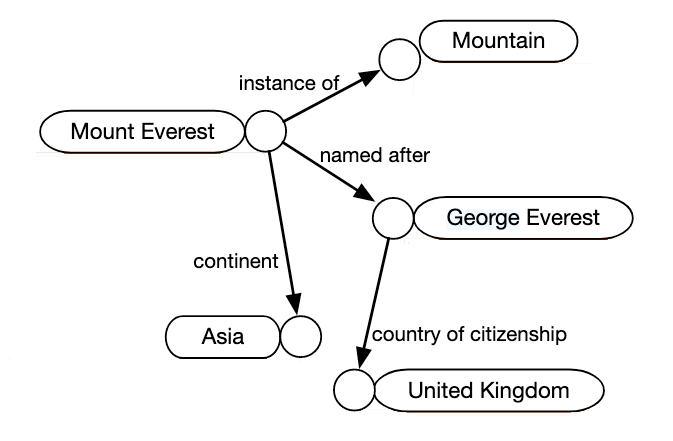 Mountain
instance of
Mount Everest
named after
George Everest
continent
Asia
country of citizenship
United Kingdom